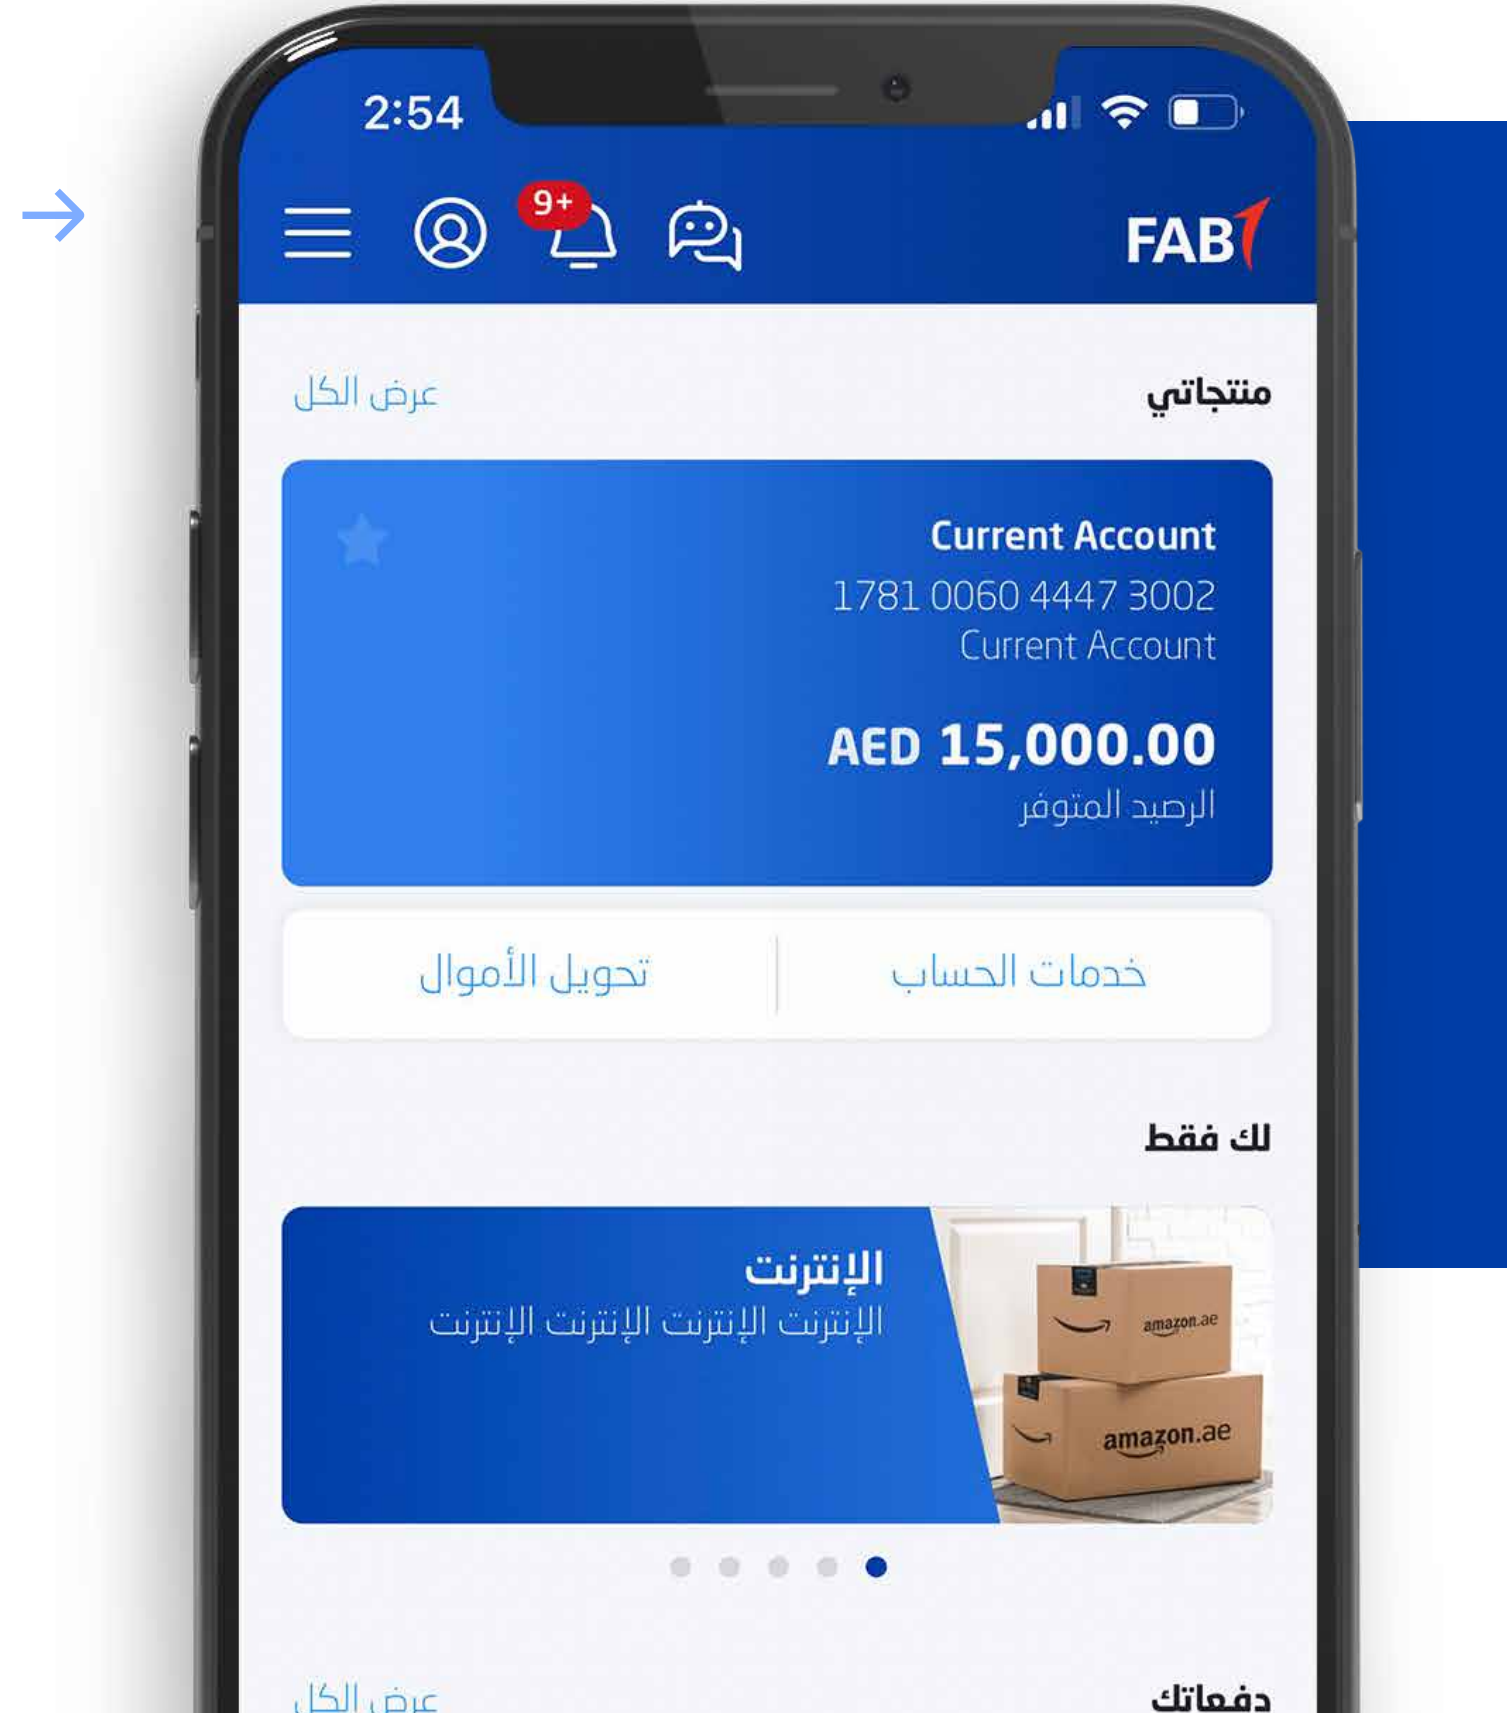 2:54
9+
FAB
منتجاتي
عرض الكل
Current Account
1781 0060 4447 3002
Current Account
AED 15,000.00
الرصيد المتوفر
خدمات الحساب
تحويل الأموال
لك فقط
الإنترنت
الإنترنت الإنترنت الإنترنت الإنترنت
amazon.ae
amazon.ae
دفعاتك
عرض الكل